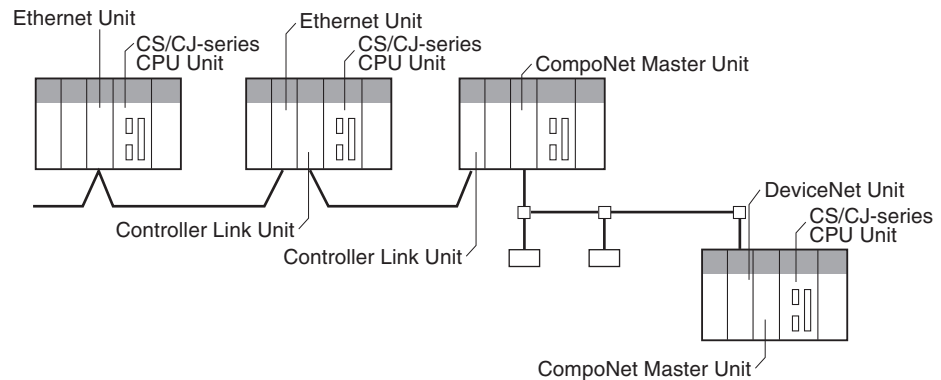 Ethernet Unit
CS/CJ-series
CPU Unit
Ethernet Unit
CS/CJ-series
CPU Unit
CompoNet Master Unit
Controller Link Unit
Controller Link Unit
DeviceNet Unit
CS/CJ-series
CPU Unit
CompoNet Master Unit